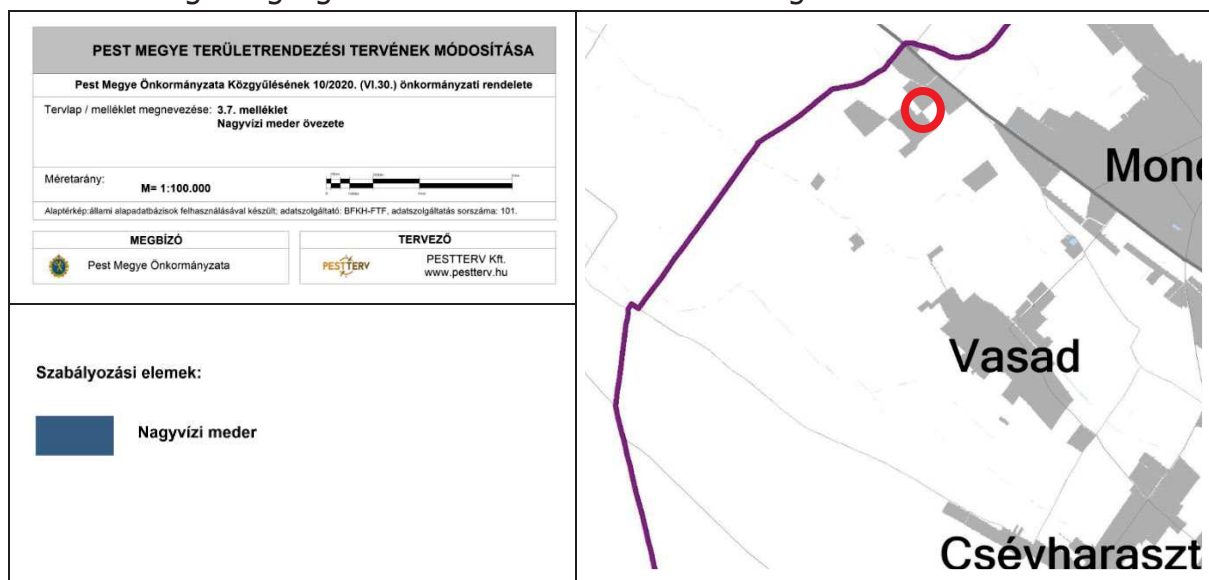 PEST MEGYE TERÜLETRENDEZÉSI TERVÉNEK MÓDOSÍTÁSA
Pest Megye Önkormányzata Közgyűlésének 10/2020. (VI.30.) önkormányzati rendelete
Tervlap / melléklet megnevezése: 3.7. melléklet
Nagyvízi meder övezete
Méretarány:
M= 1:100.000
Alaptérkép:állami alapadatbázisok felhasználásával készült; adatszolgáltató: BFKH-FTF, adatszolgáltatás sorszáma: 101.
MEGBÍZÓ
Pest Megye Önkormányzata
TERVEZŐ
PESTTERV
PESTTERV Kft.
www.pestterv.hu
Szabályozási elemek:
Nagyvízi meder
Mono
Vasad
Csévharaszt